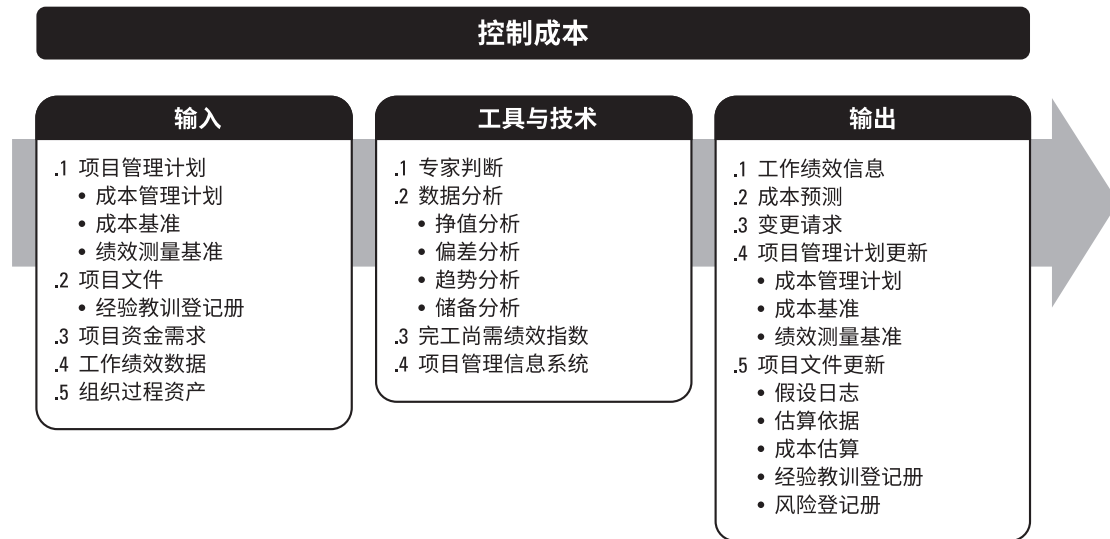 控制成本
输入
.1 项目管理计划
• 成本管理计划
• 成本基准
• 绩效测量基准
.2 项目文件
• 经验教训登记册
.3 项目资金需求
.4 工作绩效数据
.5 组织过程资产
工具与技术
.1 专家判断
.2 数据分析
• 挣值分析
• 偏差分析
• 趋势分析
• 储备分析
.3 完工尚需绩效指数
.4 项目管理信息系统
输出
.1 工作绩效信息
.2 成本预测
.3 变更请求
.4 项目管理计划更新
• 成本管理计划
• 成本基准
• 绩效测量基准
.5 项目文件更新
• 假设日志
• 估算依据
• 成本估算
• 经验教训登记册
• 风险登记册